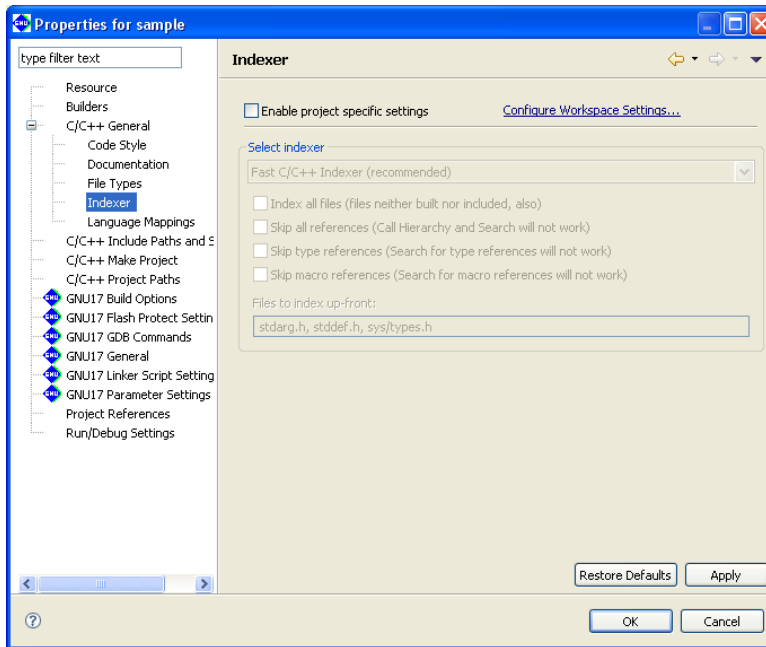 Properties for sample
type filter text
Indexer
Resource
Builders
C/C++ General
Code Style
Documentation
File Types
Indexer
Language Mappings
C/C++ Include Paths and S
C/C++ Make Project
C/C++ Project Paths
GNU17 Build Options
GNU17 Flash Protect Settin
GNU17 GDB Commands
GNU17 General
GNU17 Linker Script Setting
GNU17 Parameter Settings
Project References
Run/Debug Settings
Enable project specific settings
Configure Workspace Settings...
Select indexer
Fast C/C++ Indexer (recommended)
Index all files (files neither built nor included, also)
Skip all references (Call Hierarchy and Search will not work)
Skip type references (Search for type references will not work)
Skip macro references (Search for macro references will not work)
Files to index up-front:
stdarg.h, stddef.h, sys/types.h
Restore Defaults
Apply
OK
Cancel